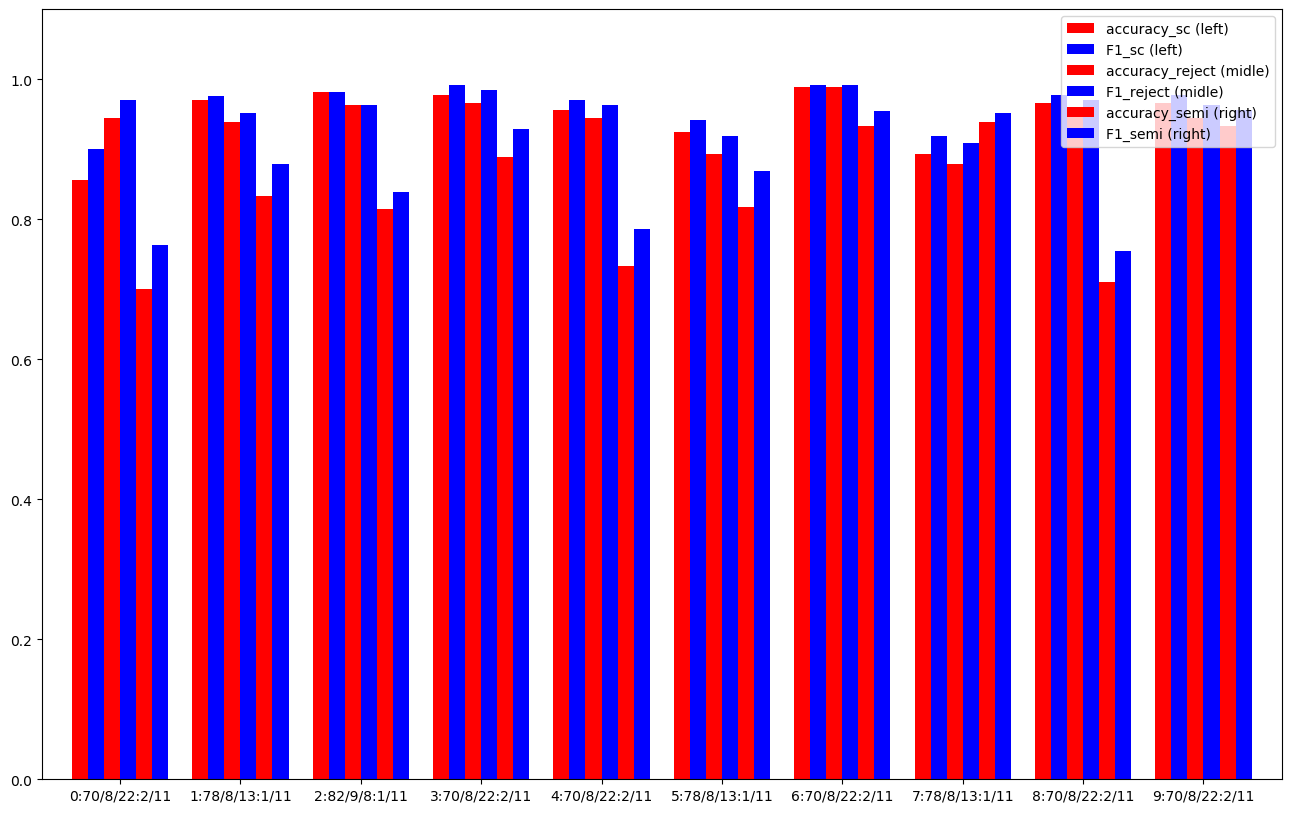 accuracy_sc (left)
F1_sc (left)
accuracy_reject (midle)
F1_reject (midle)
accuracy_semi (right)
F1_semi (right)
1.0
0.8
0.6
0.4
0.2
0.0
0:70/8/22:2/11 1:78/8/13:1/11 2:82/9/8:1/11 3:70/8/22:2/11 4:70/8/22:2/11 5:78/8/13:1/11 6:70/8/22:2/11 7:78/8/13:1/11 8:70/8/22:2/11 9:70/8/22:2/11